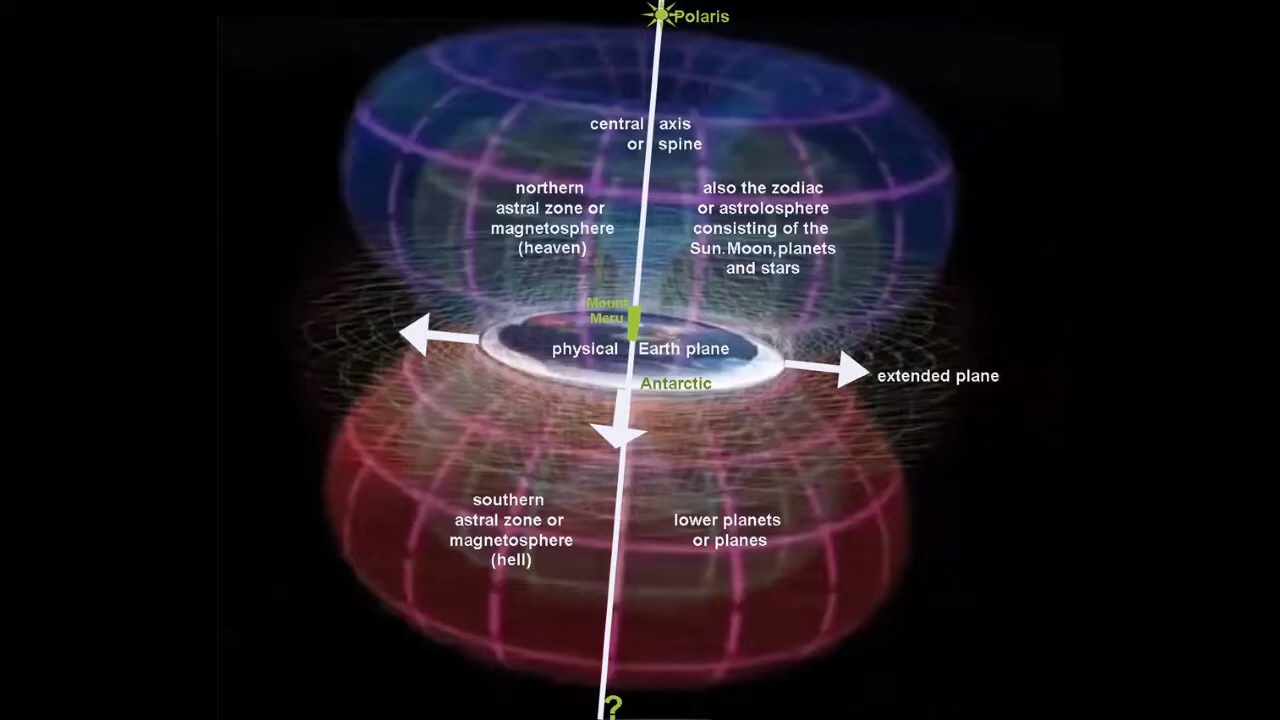 Polaris
central axis
or spine
northern
astral zone or
magnetosphere
(heaven)
also the zodiac
or astrolosphere
consisting of the
Sun.Moon,planets
and stars
Mount
Meru
physical Earth plane
extended plane
Antarctic
southern
astral zone or
magnetosphere
(hell)
lower planets
or planes
?